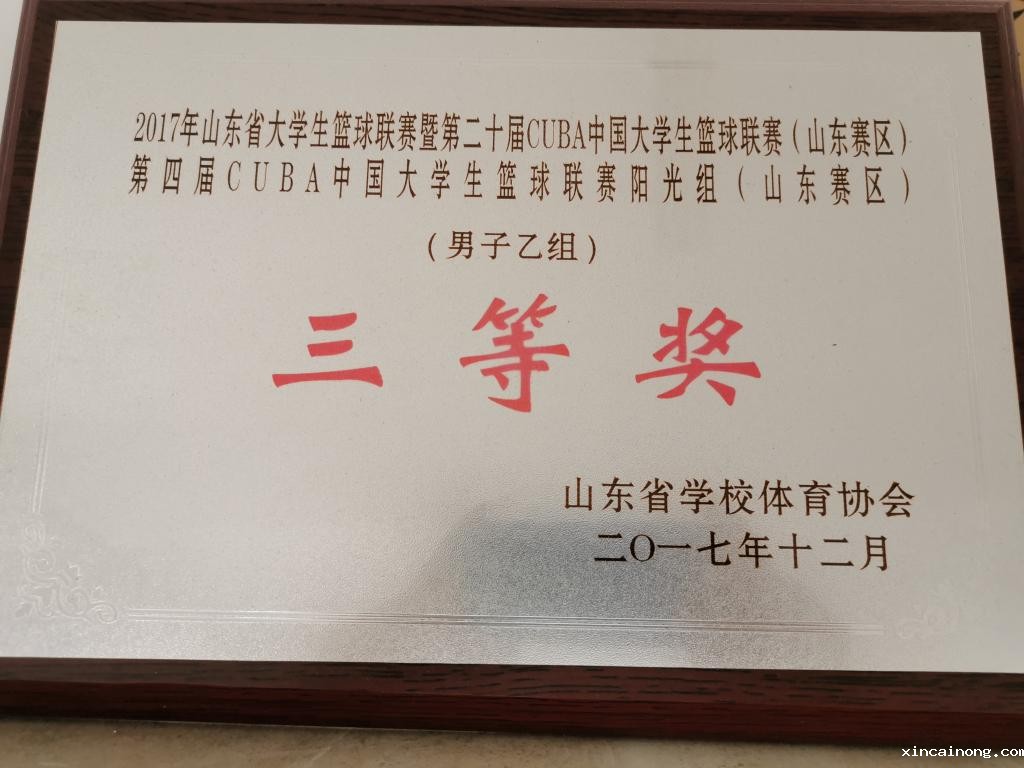 2017年山东省大学生篮球联赛暨第二十届CUBA中国大学生篮球联赛（山东赛区）
第四届CUBA中国大学生篮球联赛阳光组（山东赛区）
（男子乙组）
三等奖
山东省学校体育协会
二〇一七年十二月
xincainong.com